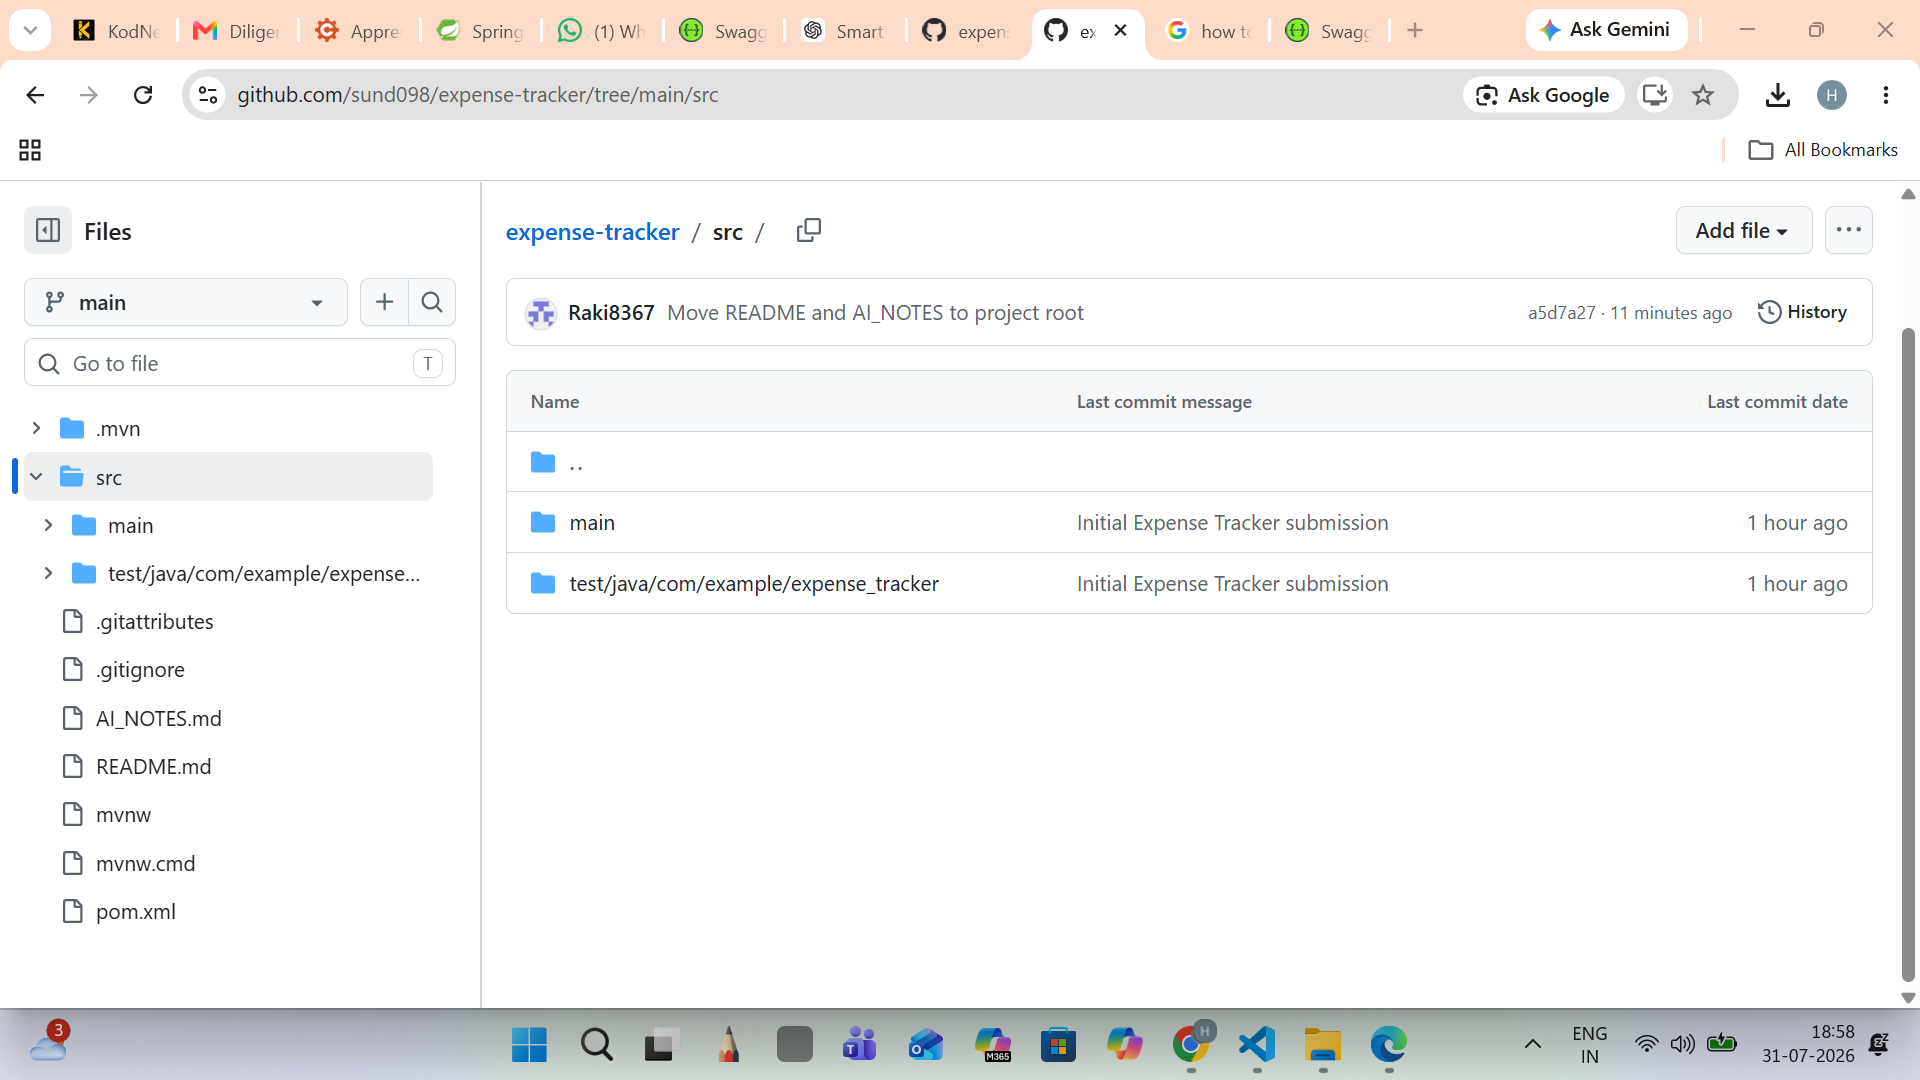 KodNe
Diliger
Appre
Spring
(1) Wh
Swagg
Smart
expens
ex
how to
Swagg
Ask Gemini
github.com/sund098/expense-tracker/tree/main/src
Ask Google
H
All Bookmarks
Files
expense-tracker / src /
Add file
main
Raki8367 Move README and AI_NOTES to project root
a5d7a27 · 11 minutes ago
History
Go to file
T
Name
Last commit message
Last commit date
.mvn
..
src
main
Initial Expense Tracker submission
1 hour ago
main
test/java/com/example/expense...
test/java/com/example/expense_tracker
Initial Expense Tracker submission
1 hour ago
.gitattributes
.gitignore
AI_NOTES.md
README.md
mvnw
mvnw.cmd
pom.xml
3
T
O
M365
H
ENG
IN
18:58
31-07-2026